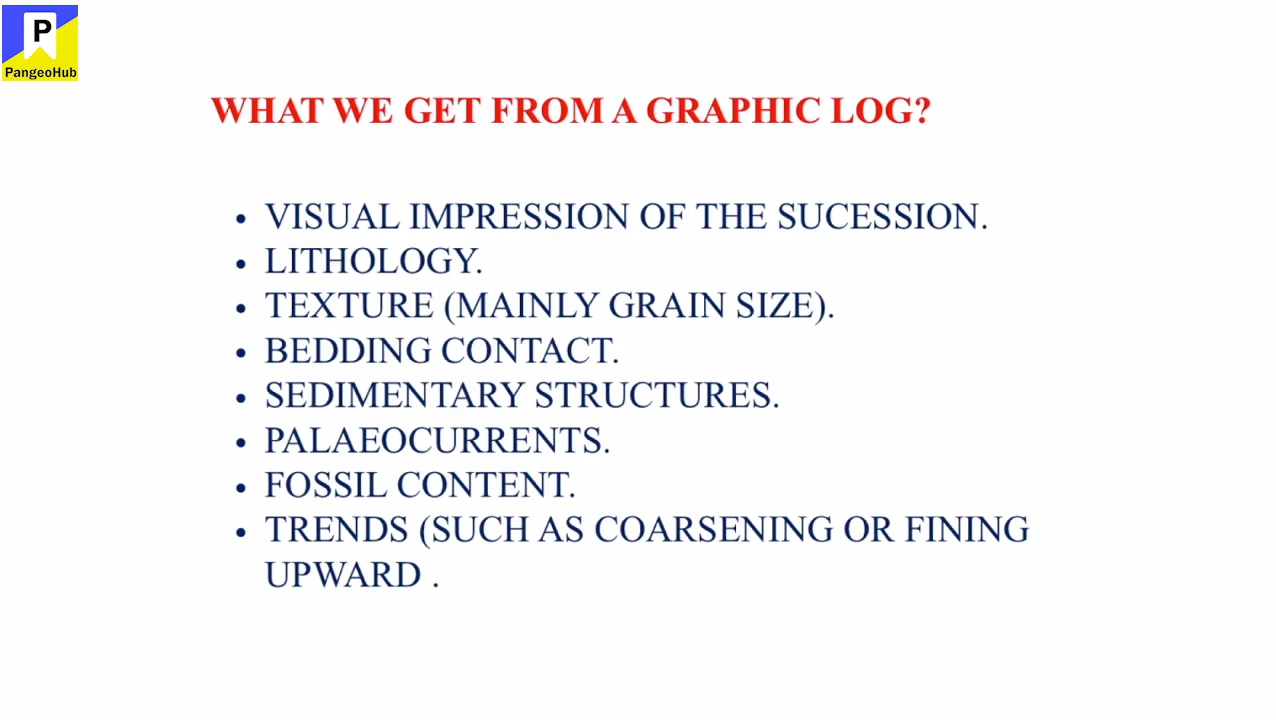 P
PangeoHub
WHAT WE GET FROM A GRAPHIC LOG?
• VISUAL IMPRESSION OF THE SUCESSION.
• LITHOLOGY.
• TEXTURE (MAINLY GRAIN SIZE).
• BEDDING CONTACT.
• SEDIMENTARY STRUCTURES.
• PALAEOCURRENTS.
• FOSSIL CONTENT.
• TRENDS (SUCH AS COARSENING OR FINING
UPWARD .